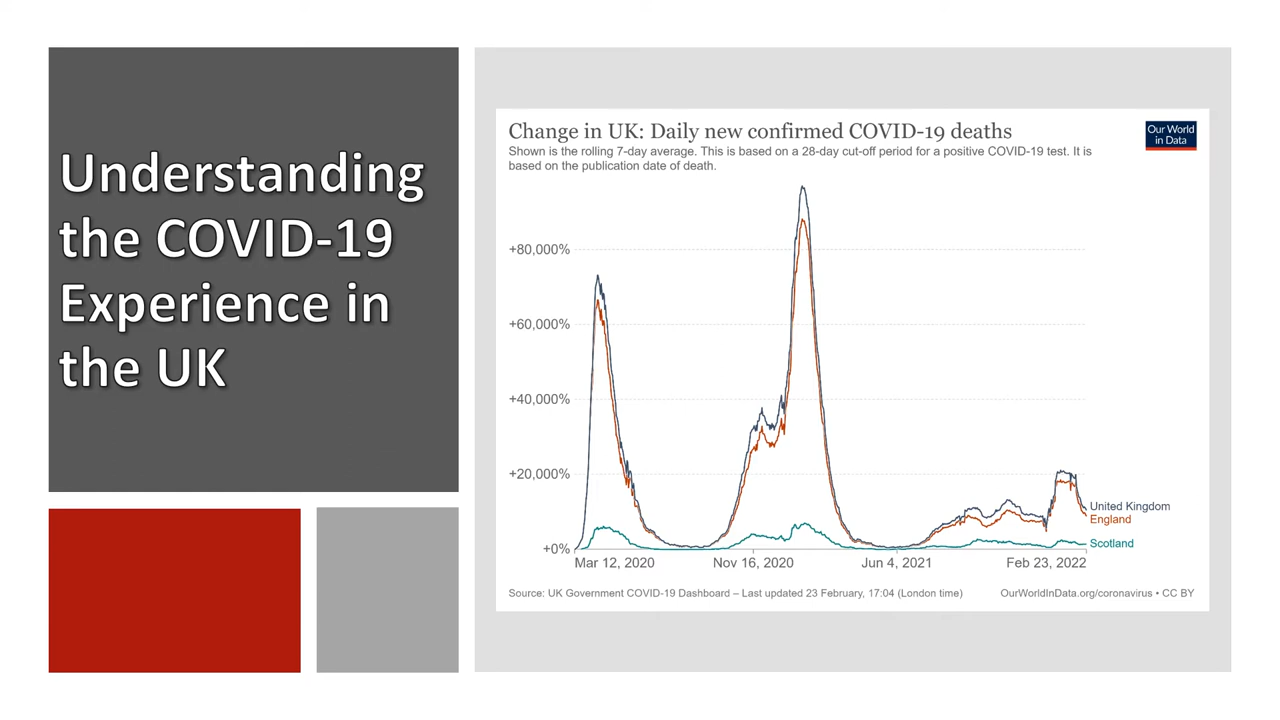 Understanding
the COVID-19
Experience in
the UK
Change in UK: Daily new confirmed COVID-19 deaths
Shown is the rolling 7-day average. This is based on a 28-day cut-off period for a positive COVID-19 test. It is
based on the publication date of death.
Our World
in Data
+80,000%
+60,000%
+40,000%
+20,000%
+0%
United Kingdom
England
Scotland
Mar 12, 2020
Nov 16, 2020
Jun 4, 2021
Feb 23, 2022
Source: UK Government COVID-19 Dashboard – Last updated 23 February, 17:04 (London time)
OurWorldInData.org/coronavirus • CC BY